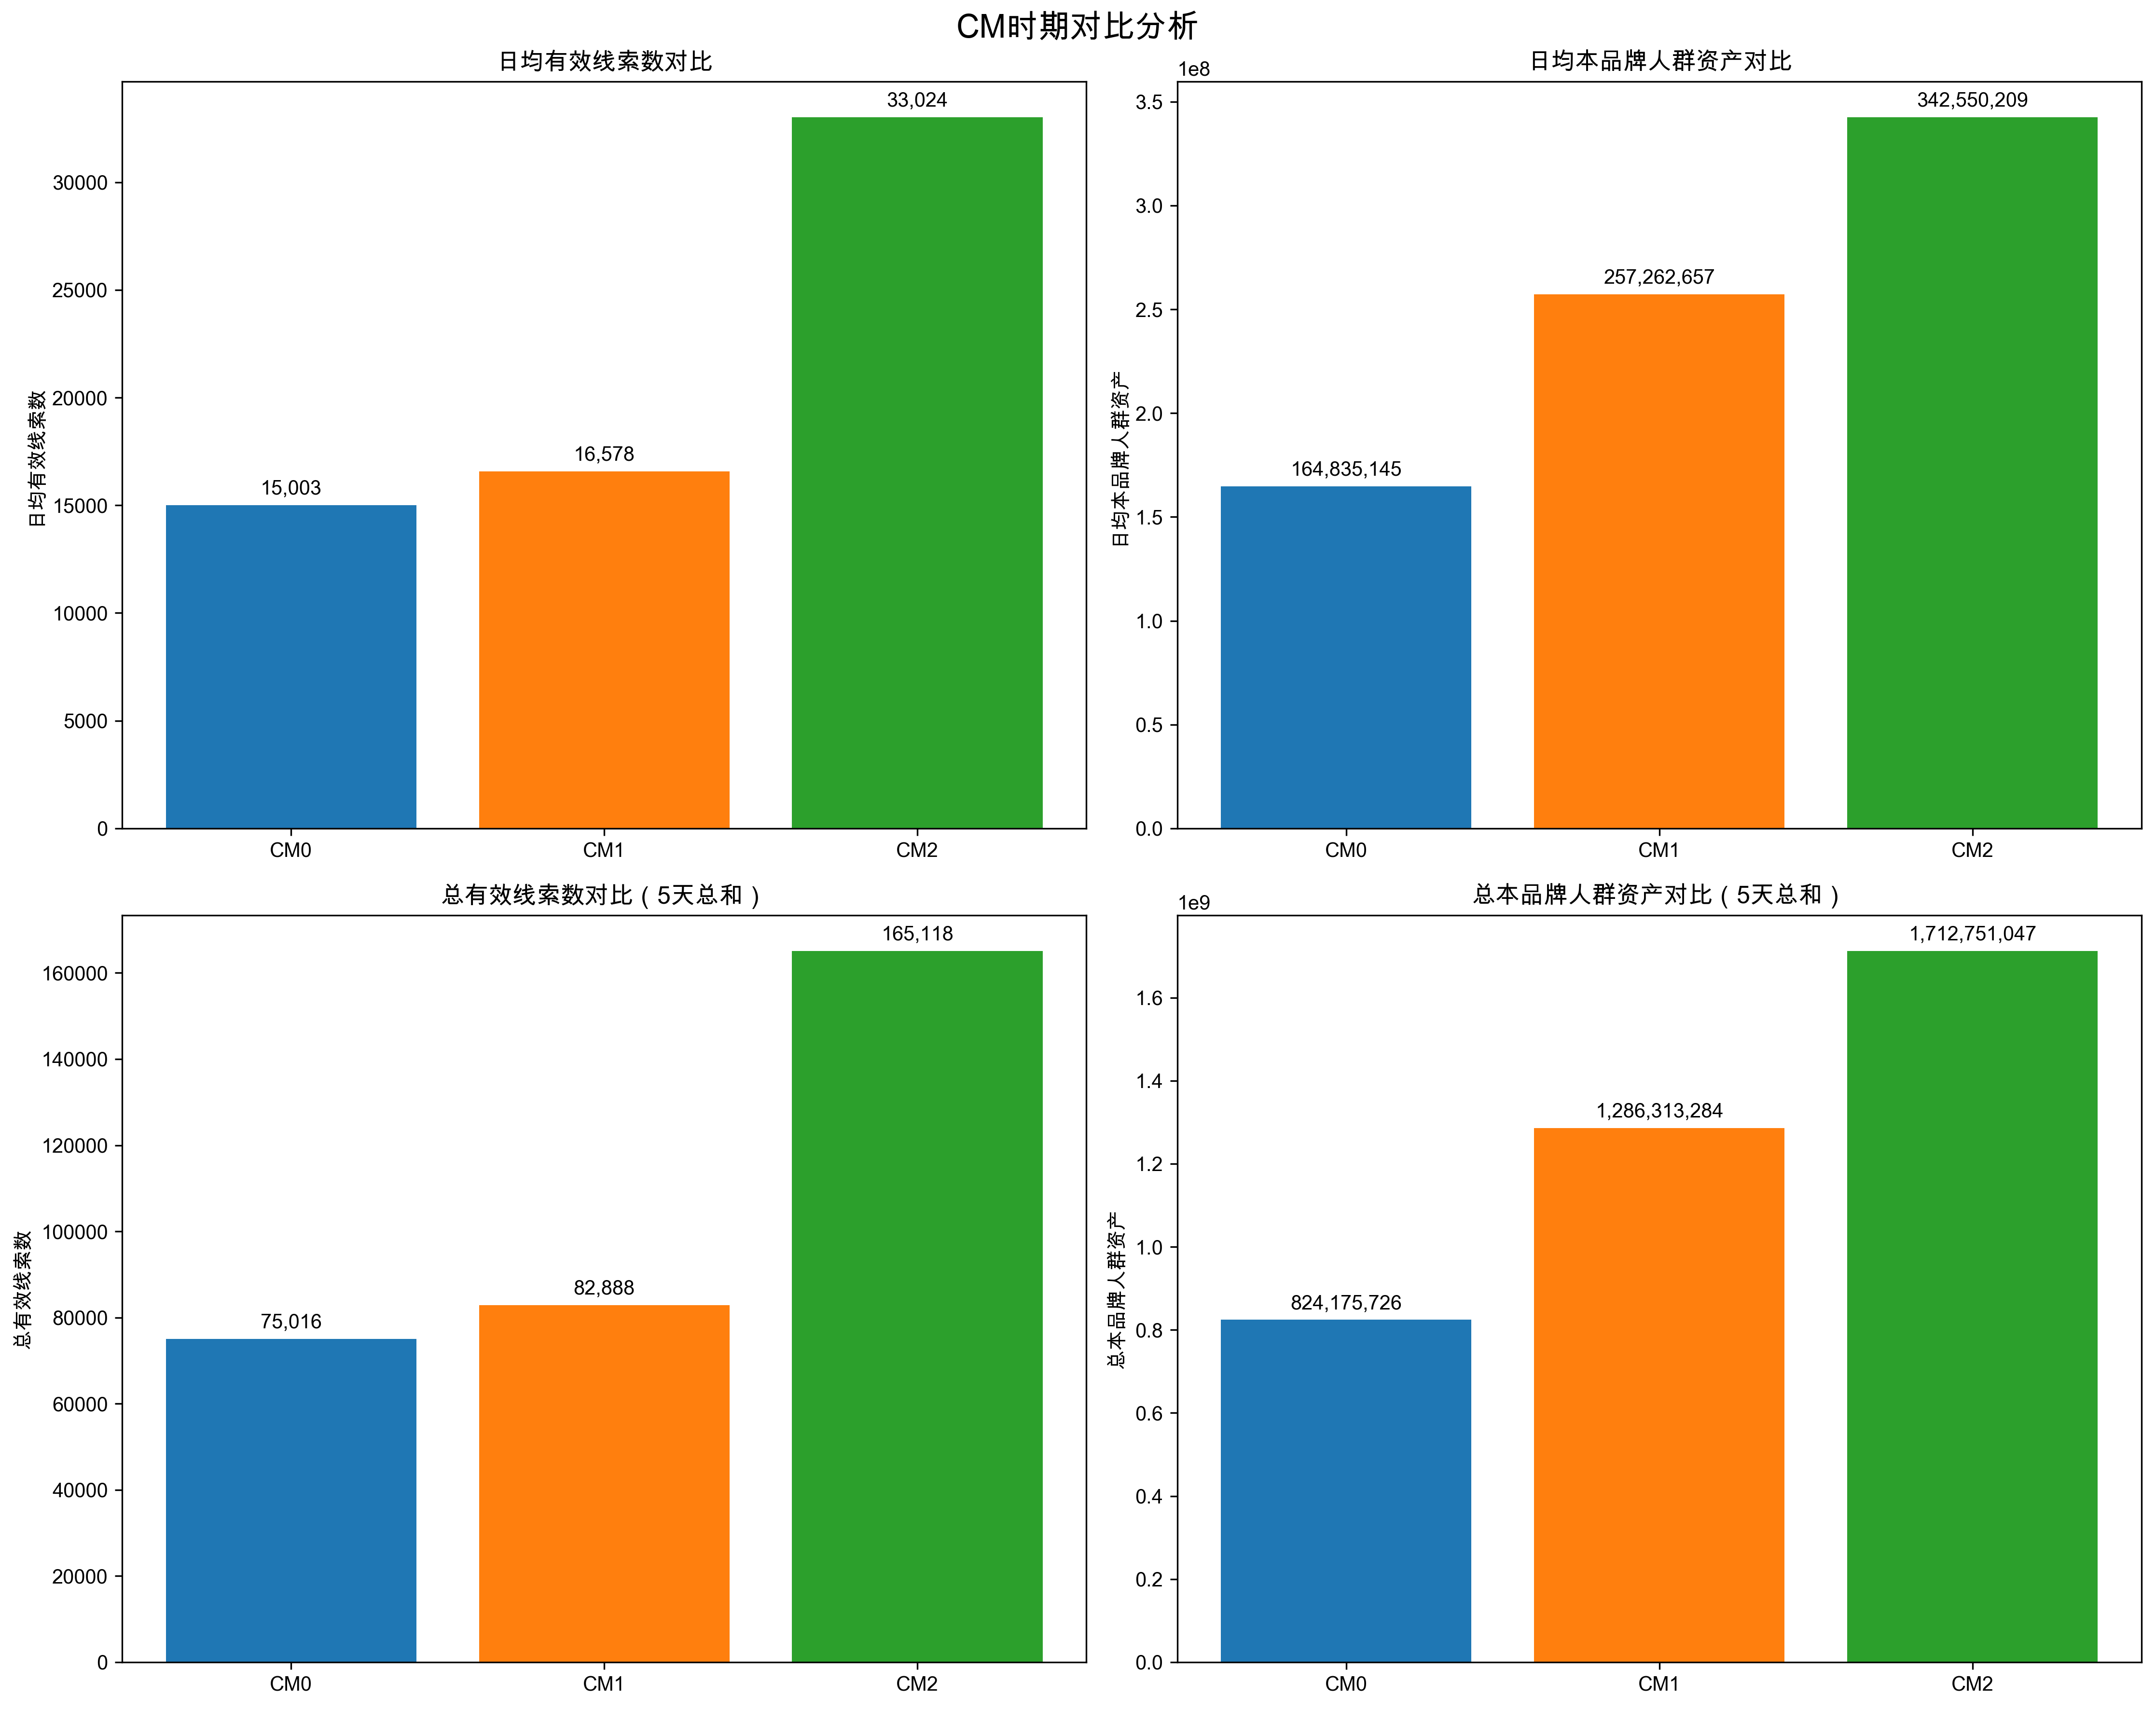 CM时期对比分析
日均有效线索数对比
33,024
30000
25000
20000
16,578
15,003
15000
10000
5000
0
日均有效线索数
CM0
CM1
CM2
日均本品牌人群资产对比
1e8
3.5
342,550,209
3.0
257,262,657
2.5
2.0
164,835,145
1.5
1.0
0.5
0.0
日均本品牌人群资产
CM0
CM1
CM2
总有效线索数对比（5天总和）
165,118
160000
140000
120000
100000
82,888
80000
75,016
60000
40000
20000
0
总有效线索数
CM0
CM1
CM2
总本品牌人群资产对比（5天总和）
1e9
1,712,751,047
1.6
1.4
1,286,313,284
1.2
1.0
824,175,726
0.8
0.6
0.4
0.2
0.0
总本品牌人群资产
CM0
CM1
CM2